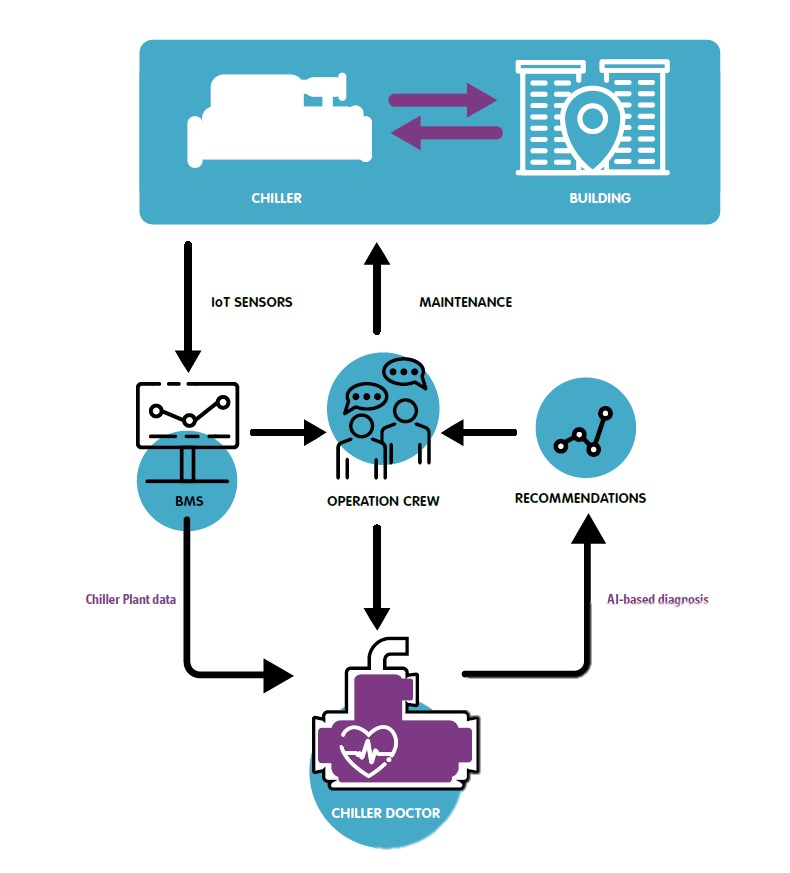 CHILLER
BUILDING
IoT SENSORS
MAINTENANCE
BMS
OPERATION CREW
RECOMMENDATIONS
Chiller Plant data
AI-based diagnosis
CHILLER DOCTOR